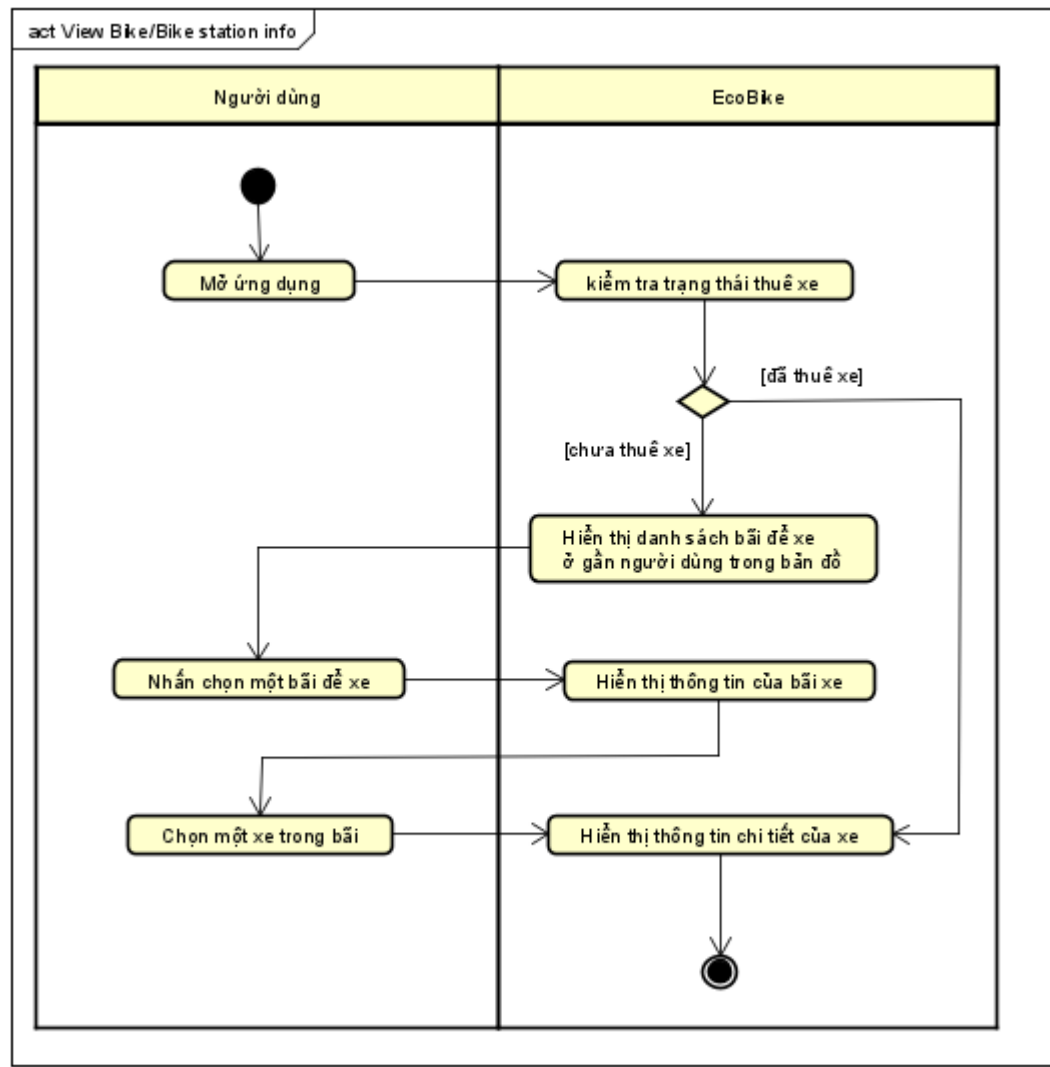 act View Bike/Bike station info
Người dùng
EcoBike
Mở ứng dụng
kiểm tra trạng thái thuê xe
[đã thuê xe]
[chưa thuê xe]
Hiển thị danh sách bãi để xe
ở gần người dùng trong bản đồ
Nhấn chọn một bãi để xe
Hiển thị thông tin của bãi xe
Chọn một xe trong bãi
Hiển thị thông tin chi tiết của xe